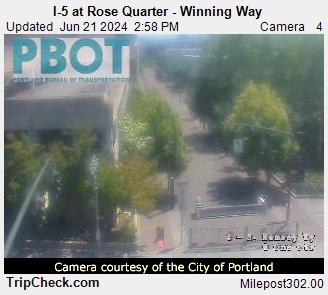 I-5 at Rose Quarter - Winning Way
Updated Jun 21 2024 2:58 PM Camera 4
PBOT
PORTLAND BUREAU OF TRANSPORTATION
Camera courtesy of the City of Portland
TripCheck.com Milepost302.00